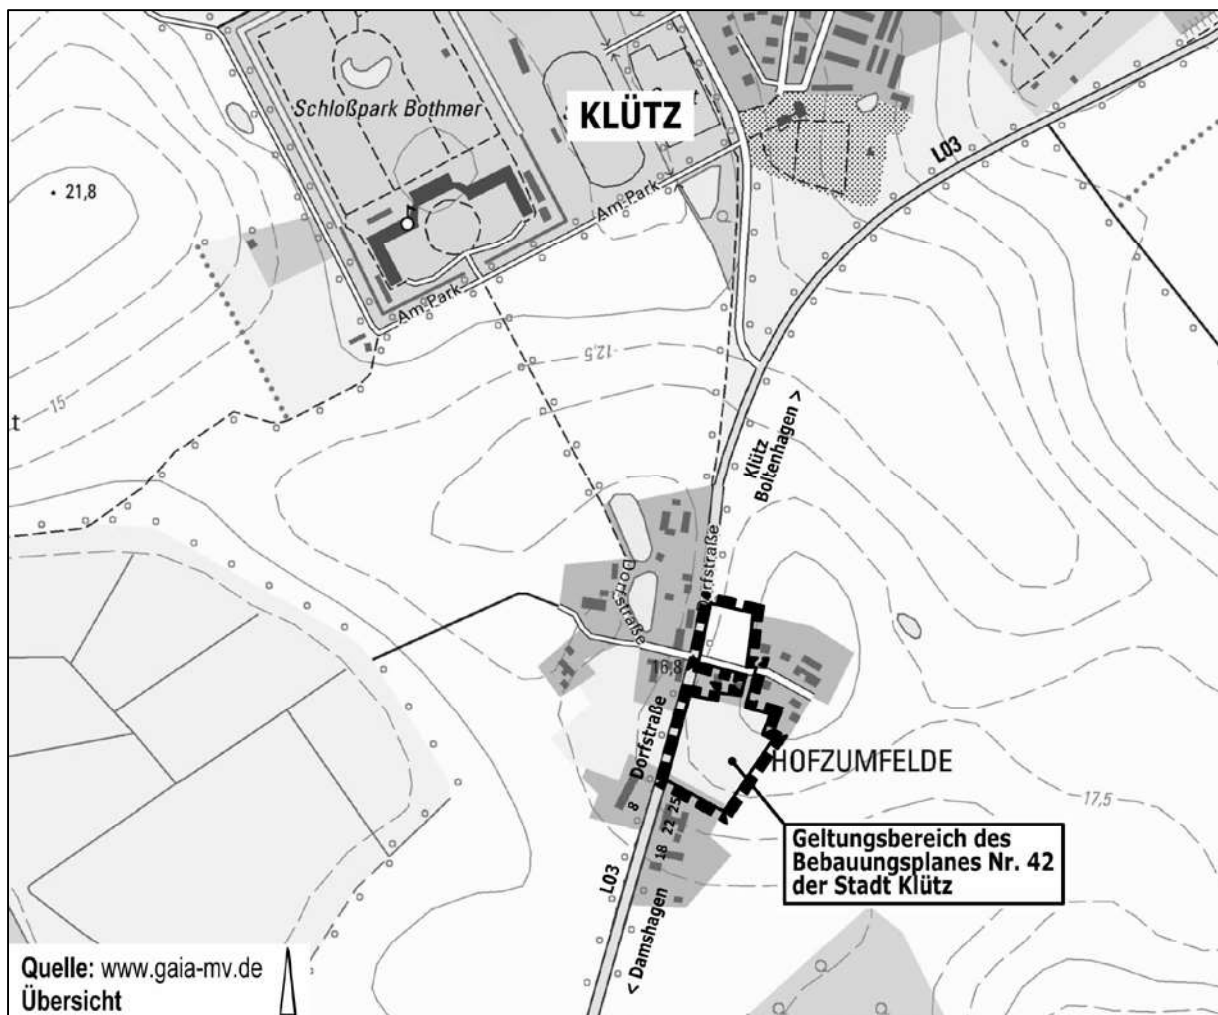 Schloßpark Bothmer
KLÜTZ
L03
21,8
Am Park
Am Park
12,5
15
Klütz
Boltenhagen >
Dorfstraße
16,8
Dorfstraße
HOFZUMFELDE
17,5
8
18 22 25
Geltungsbereich des
Bebauungsplanes Nr. 42
der Stadt Klütz
L03
< Damshagen
Quelle: www.gaia-mv.de
Übersicht